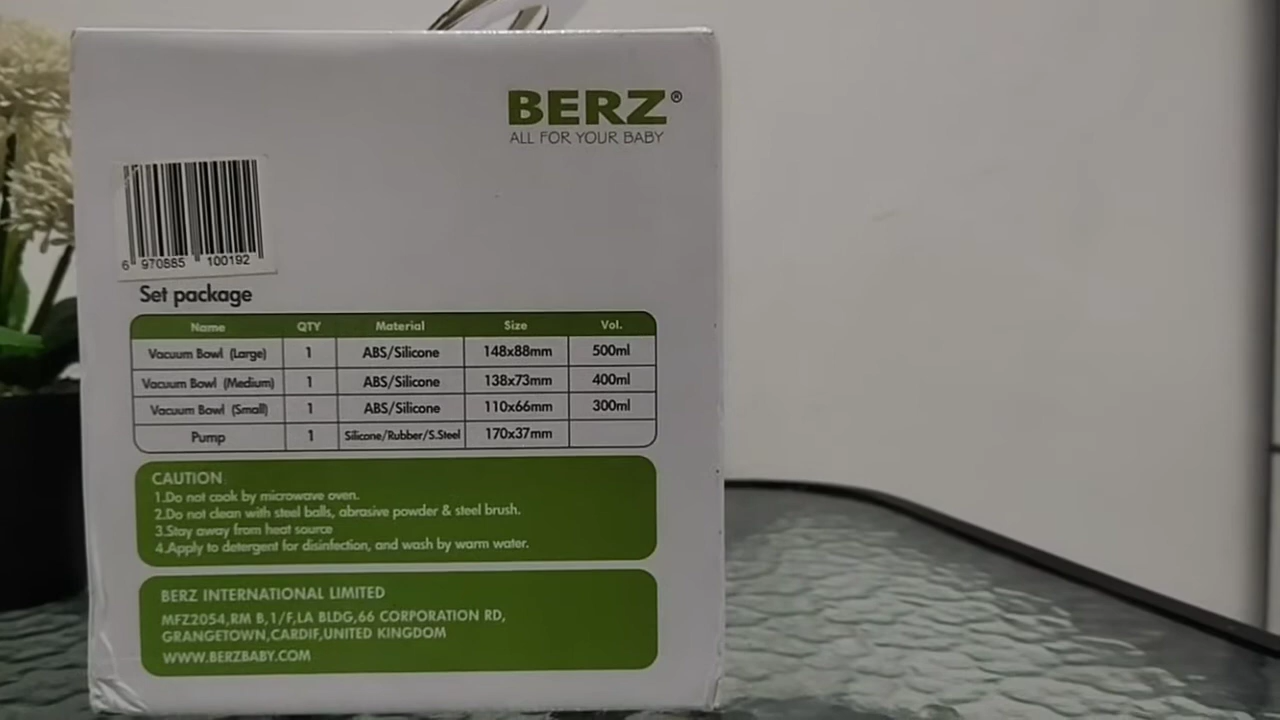 BERZ®
ALL FOR YOUR BABY
6 970885 100192
Set package
Name QTY Material Size Vol.
Vacuum Bowl (Large) 1 ABS/Silicone 148x88mm 500ml
Vacuum Bowl (Medium) 1 ABS/Silicone 138x73mm 400ml
Vacuum Bowl (Small) 1 ABS/Silicone 110x66mm 300ml
Pump 1 Silicone/Rubber/S.Steel 170x37mm
CAUTION
1.Do not cook by microwave oven.
2.Do not clean with steel balls, abrasive powder & steel brush.
3.Stay away from heat source
4.Apply to detergent for disinfection, and wash by warm water.
BERZ INTERNATIONAL LIMITED
MFZ2054,RM B,1/F,LA BLDG,66 CORPORATION RD,
GRANGETOWN,CARDIF,UNITED KINGDOM
WWW.BERZBABY.COM